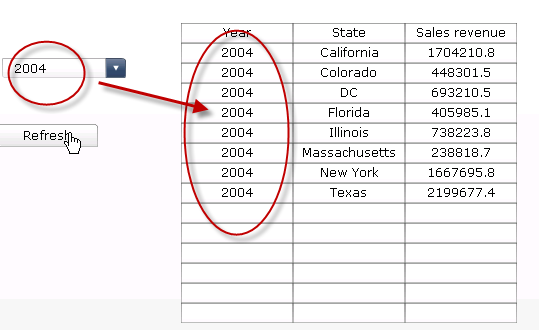 Year State Sales revenue
2004 California 1704210.8
2004 Colorado 448301.5
2004 DC 693210.5
2004 Florida 405985.1
2004 Illinois 738223.8
2004 Massachusetts 238818.7
2004 New York 1667695.8
2004 Texas 2199677.4
2004
Refresh